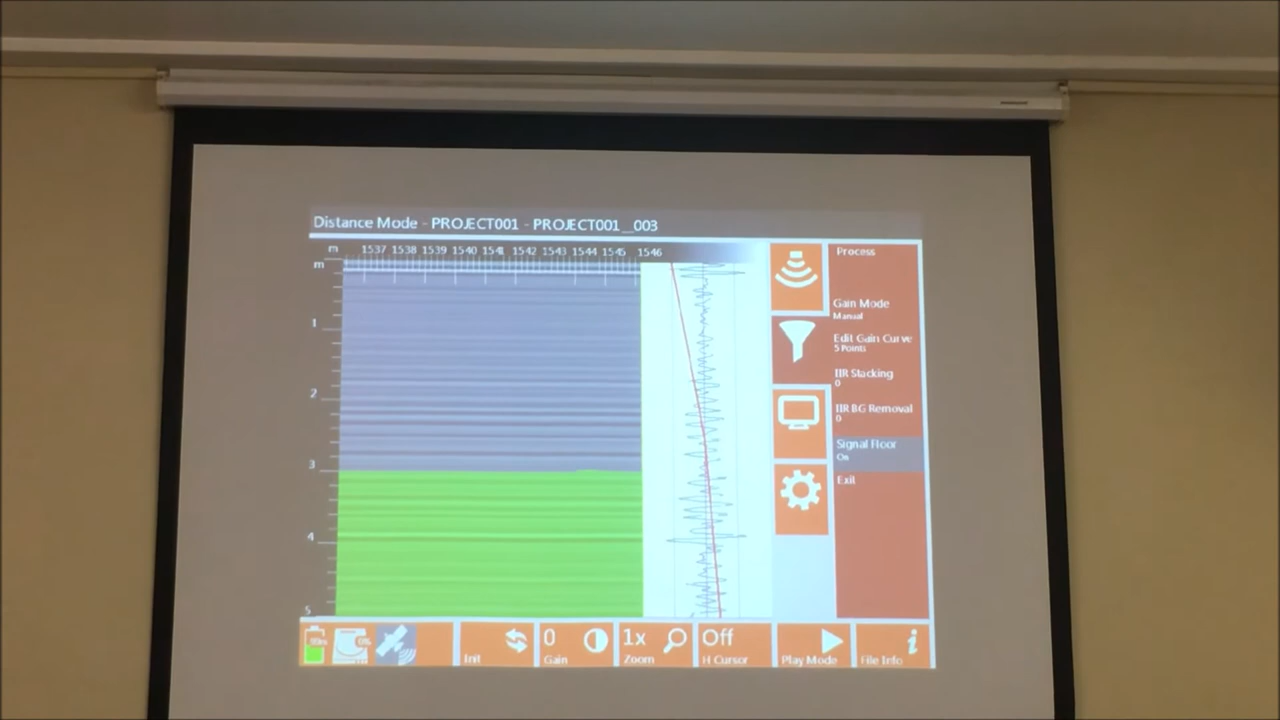 Distance Mode - PROJECT001 - PROJECT001__003
m 1537 1538 1539 1540 1541 1542 1543 1544 1545 1546
m
1
2
3
4
5
Process
Gain Mode
Manual
Edit Gain Curve
5 Points
IIR Stacking
0
IIR BG Removal
0
Signal Floor
On
Exit
0%
Init
0
Gain
1x
Zoom
Off
H Cursor
Play Mode
i
File Info